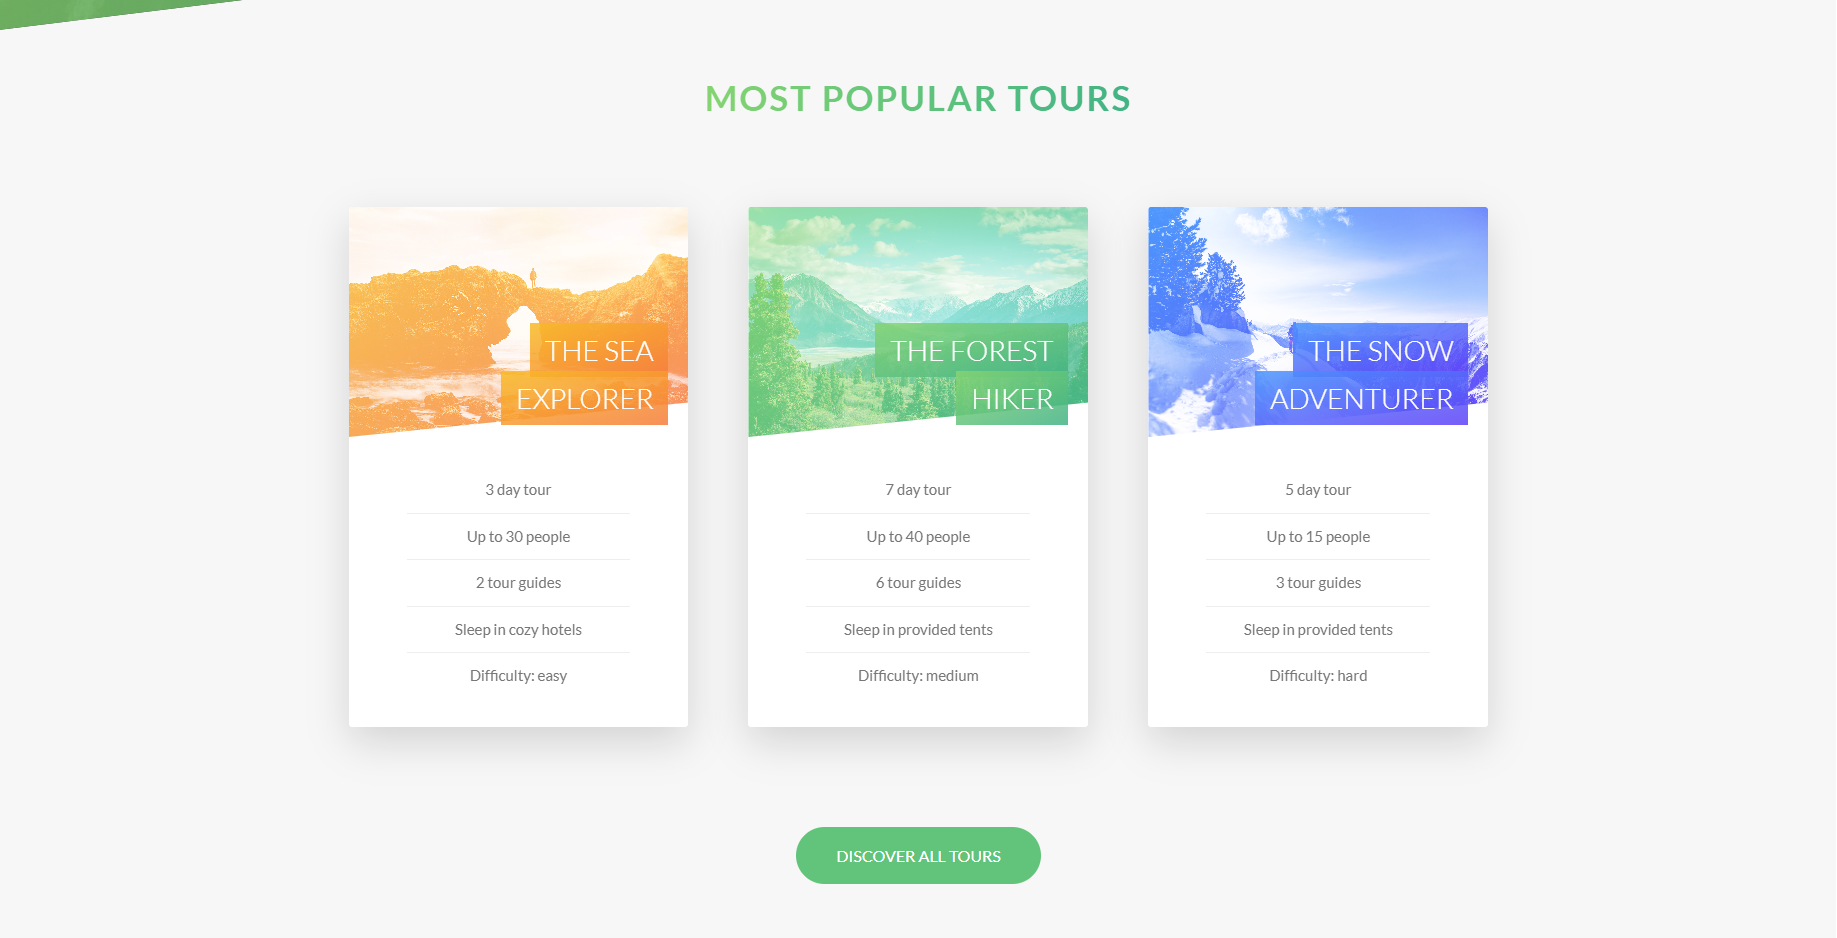 MOST POPULAR TOURS
THE SEA
EXPLORER
3 day tour
Up to 30 people
2 tour guides
Sleep in cozy hotels
Difficulty: easy
THE FOREST
HIKER
7 day tour
Up to 40 people
6 tour guides
Sleep in provided tents
Difficulty: medium
THE SNOW
ADVENTURER
5 day tour
Up to 15 people
3 tour guides
Sleep in provided tents
Difficulty: hard
DISCOVER ALL TOURS